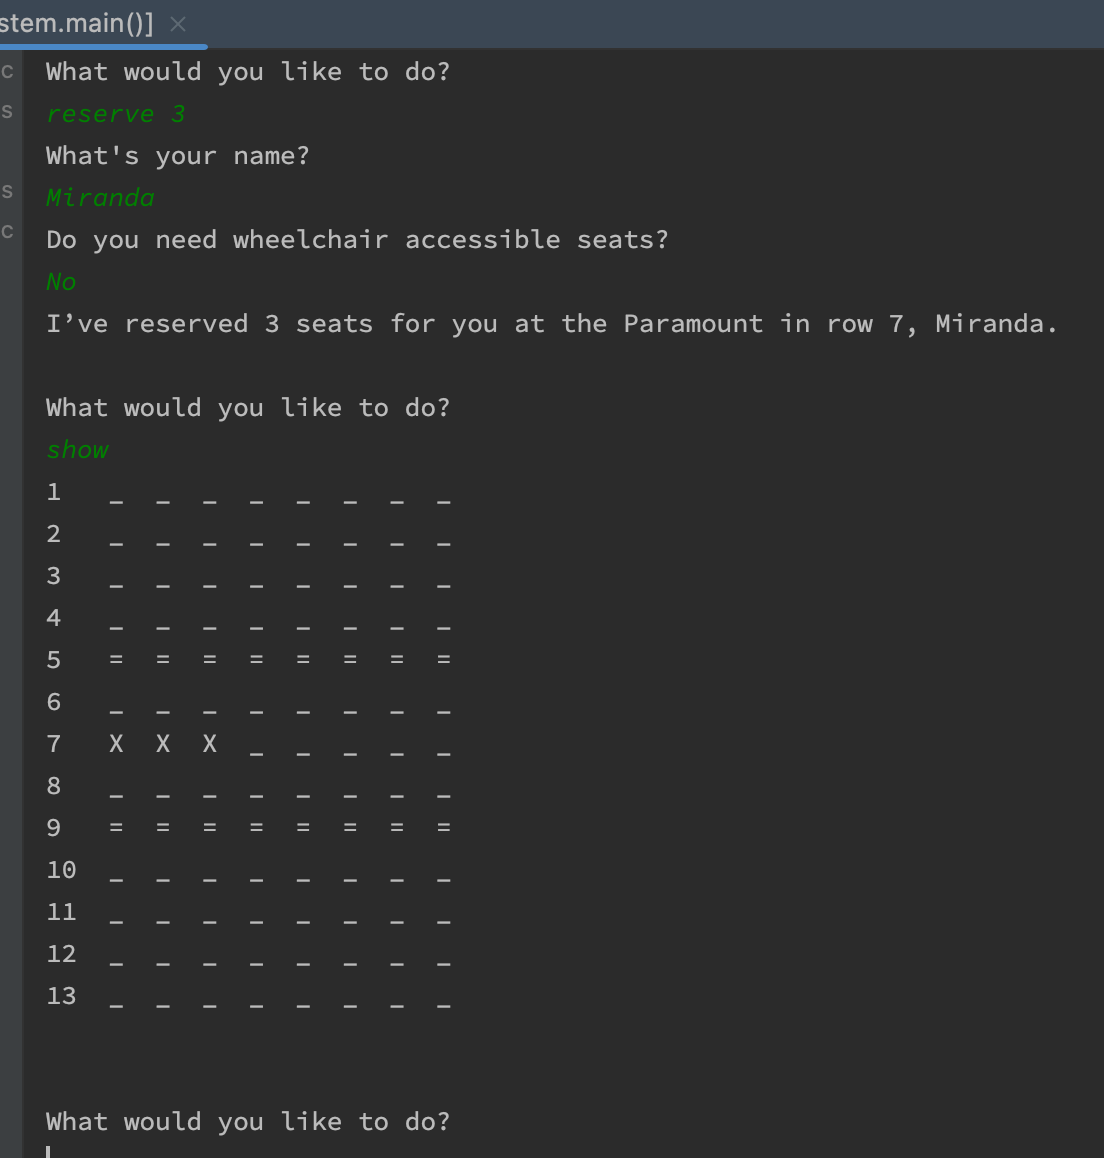 stem.main()] ×
What would you like to do?
reserve 3
What's your name?
Miranda
Do you need wheelchair accessible seats?
No
I’ve reserved 3 seats for you at the Paramount in row 7, Miranda.
What would you like to do?
show
1 _ _ _ _ _ _ _ _
2 _ _ _ _ _ _ _ _
3 _ _ _ _ _ _ _ _
4 _ _ _ _ _ _ _ _
5 = = = = = = = =
6 _ _ _ _ _ _ _ _
7 X X X _ _ _ _ _
8 _ _ _ _ _ _ _ _
9 = = = = = = = =
10 _ _ _ _ _ _ _ _
11 _ _ _ _ _ _ _ _
12 _ _ _ _ _ _ _ _
13 _ _ _ _ _ _ _ _
What would you like to do?
c
s
s
c